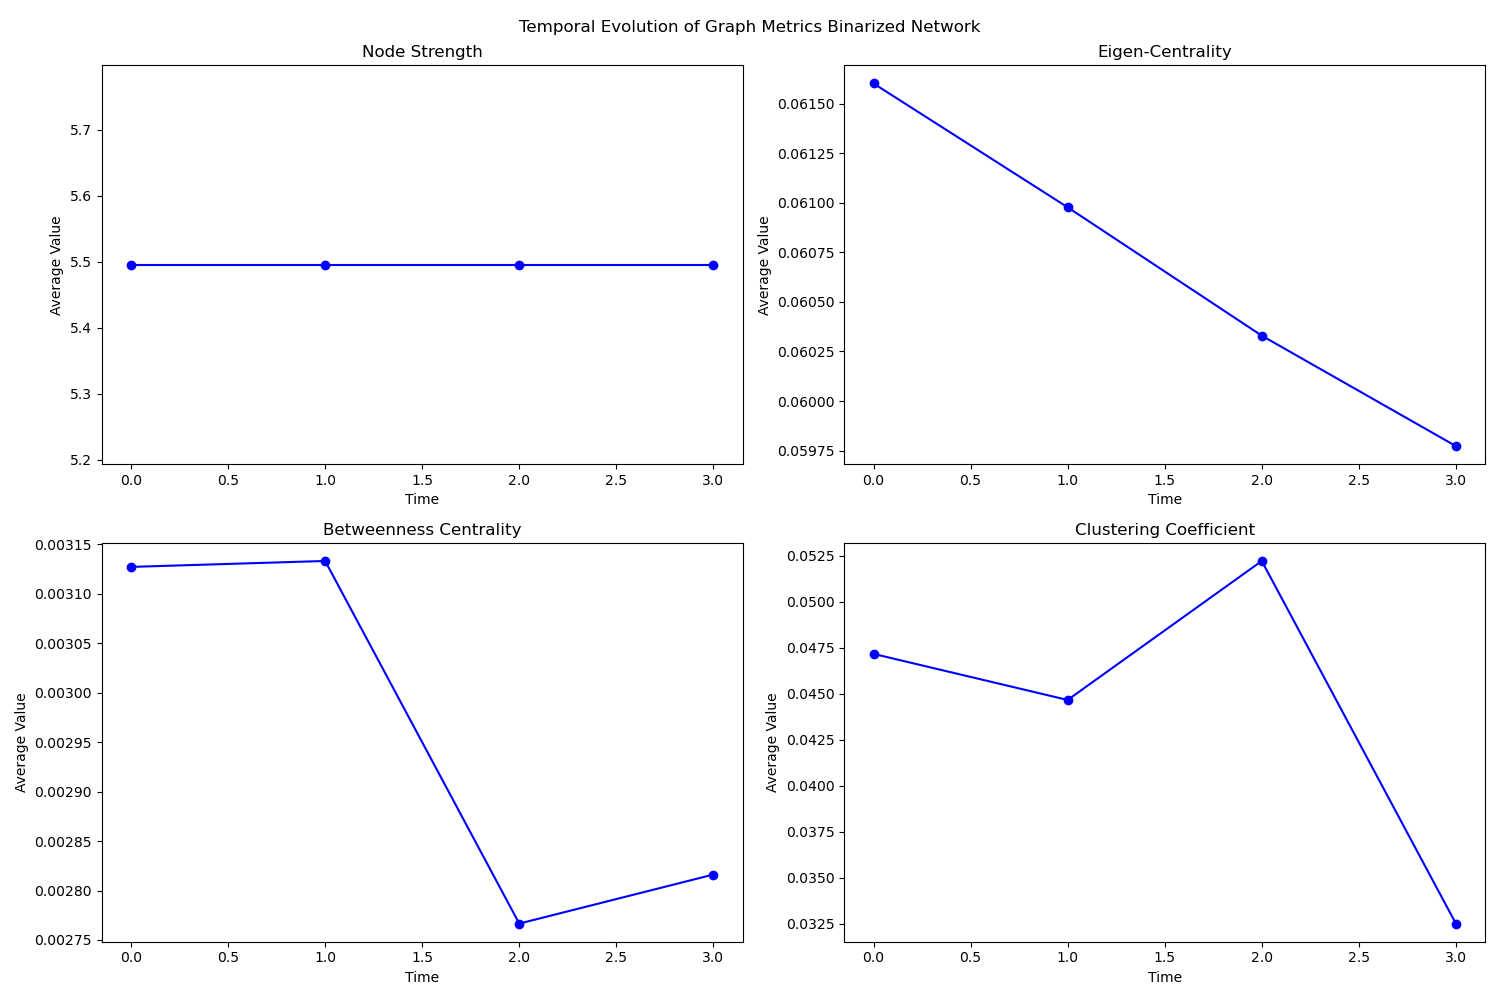 Temporal Evolution of Graph Metrics Binarized Network
Node Strength
5.7
5.6
5.5
5.4
5.3
5.2
Average Value
0.0 0.5 1.0 1.5 2.0 2.5 3.0
Time
Eigen-Centrality
0.06150
0.06125
0.06100
0.06075
0.06050
0.06025
0.06000
0.05975
Average Value
0.0 0.5 1.0 1.5 2.0 2.5 3.0
Time
Betweenness Centrality
0.00315
0.00310
0.00305
0.00300
0.00295
0.00290
0.00285
0.00280
0.00275
Average Value
0.0 0.5 1.0 1.5 2.0 2.5 3.0
Time
Clustering Coefficient
0.0525
0.0500
0.0475
0.0450
0.0425
0.0400
0.0375
0.0350
0.0325
Average Value
0.0 0.5 1.0 1.5 2.0 2.5 3.0
Time